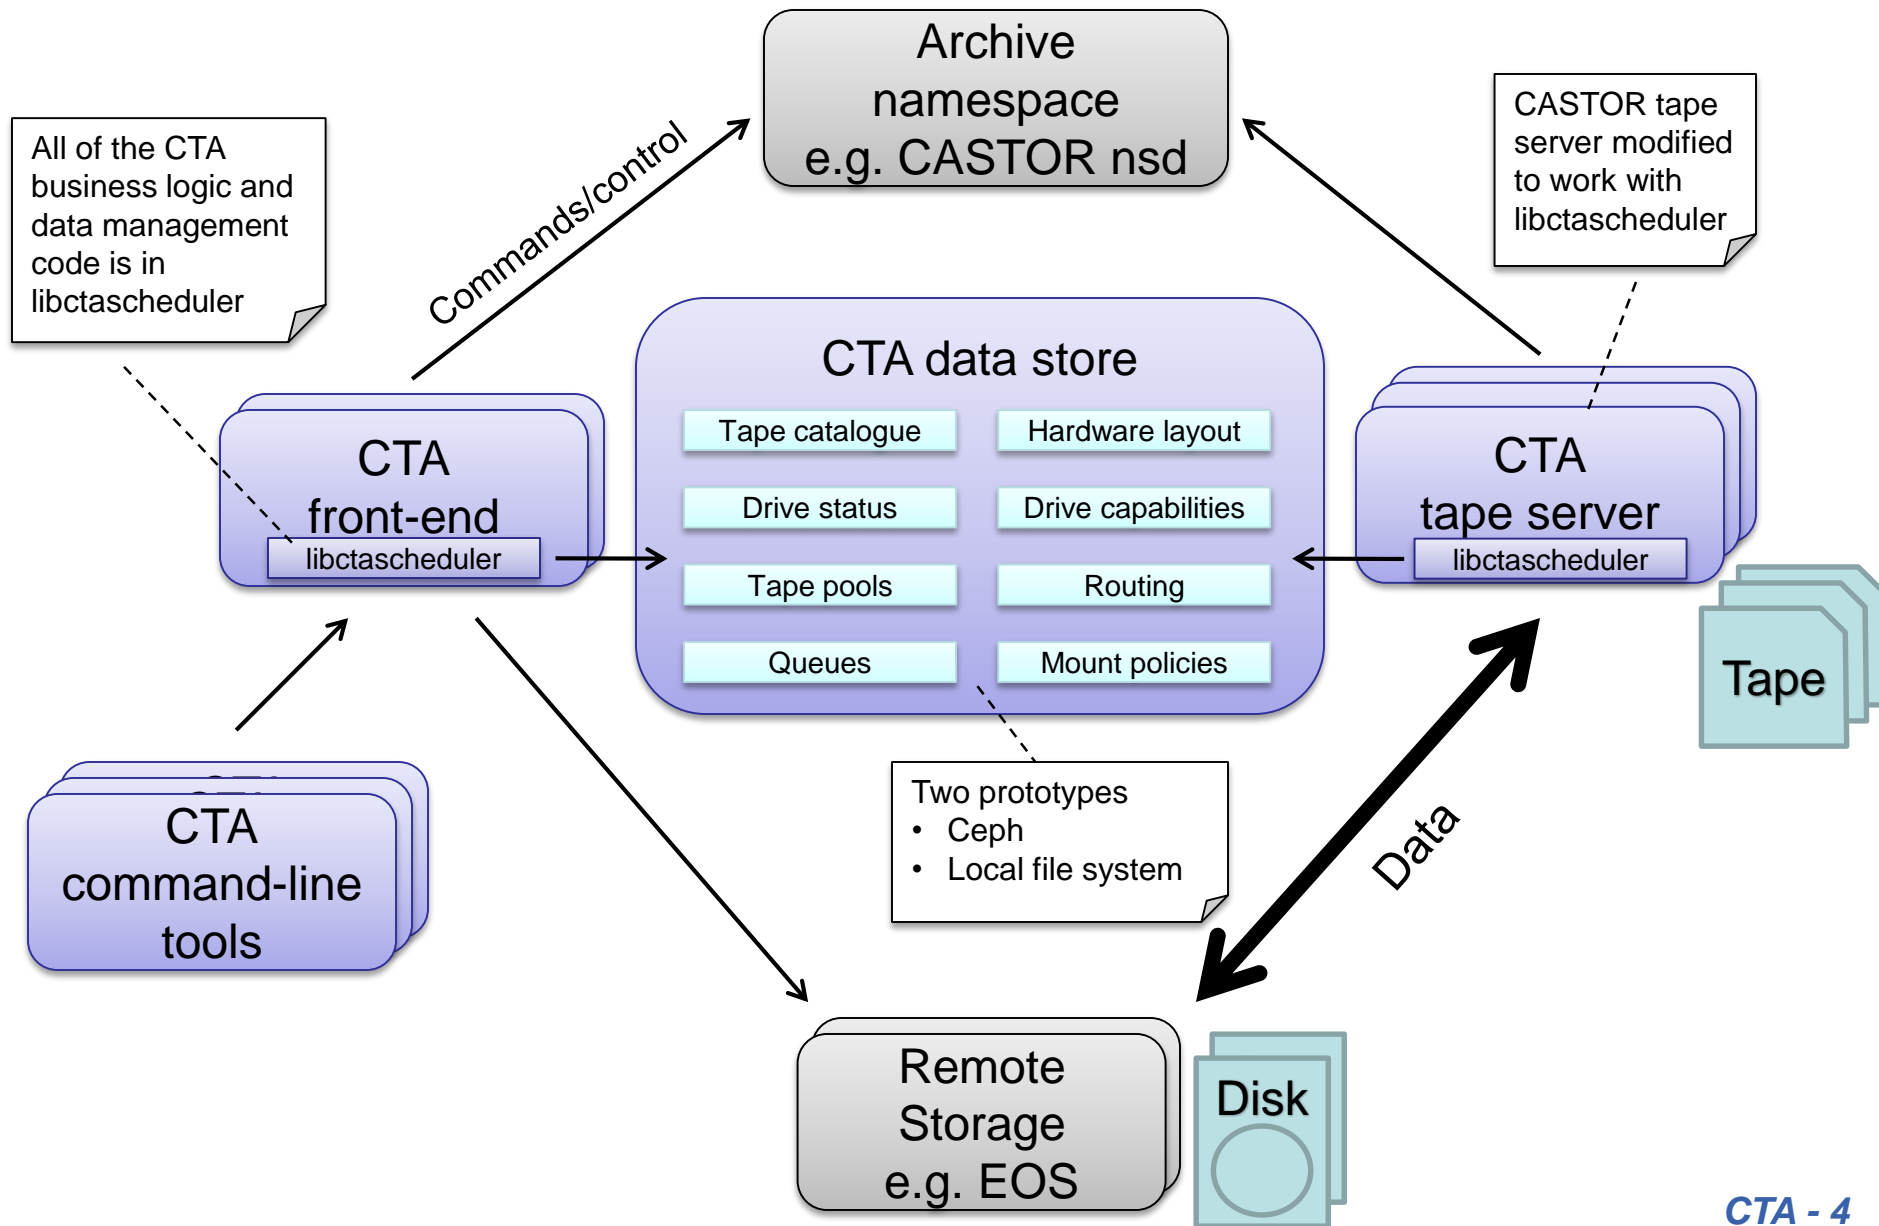 Archive
namespace
e.g. CASTOR nsd
All of the CTA
business logic and
data management
code is in
libctascheduler
Commands/control
CASTOR tape
server modified
to work with
libctascheduler
CTA data store
Tape catalogue
Hardware layout
Drive status
Drive capabilities
Tape pools
Routing
Queues
Mount policies
CTA
front-end
libctascheduler
CTA
tape server
libctascheduler
Tape
CTA
command-line
tools
Two prototypes
• Ceph
• Local file system
Data
Remote
Storage
e.g. EOS
Disk
CTA - 4